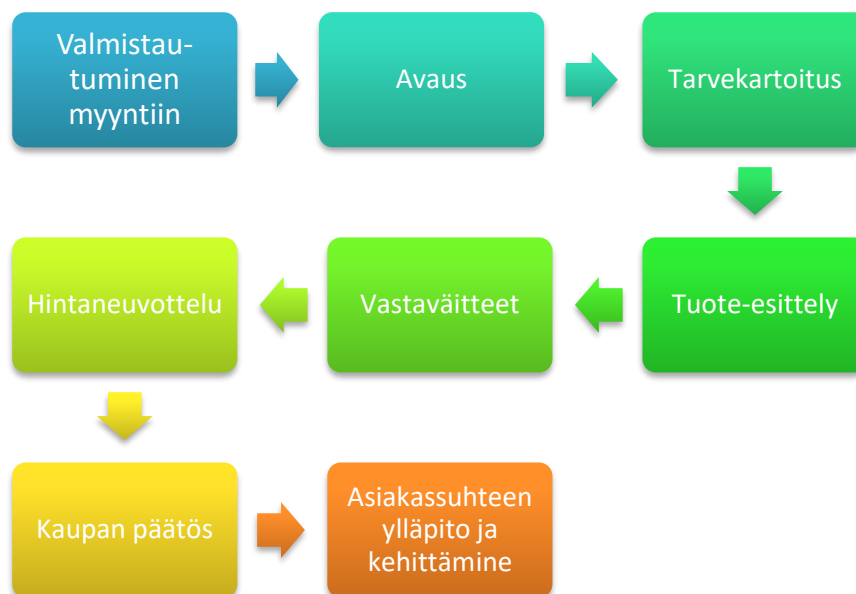 Valmistau-
tuminen
myyntiin
Avaus
Tarvekartoitus
Tuote-esittely
Vastaväitteet
Hintaneuvottelu
Kaupan päätös
Asiakassuhteen
ylläpito ja
kehittämine